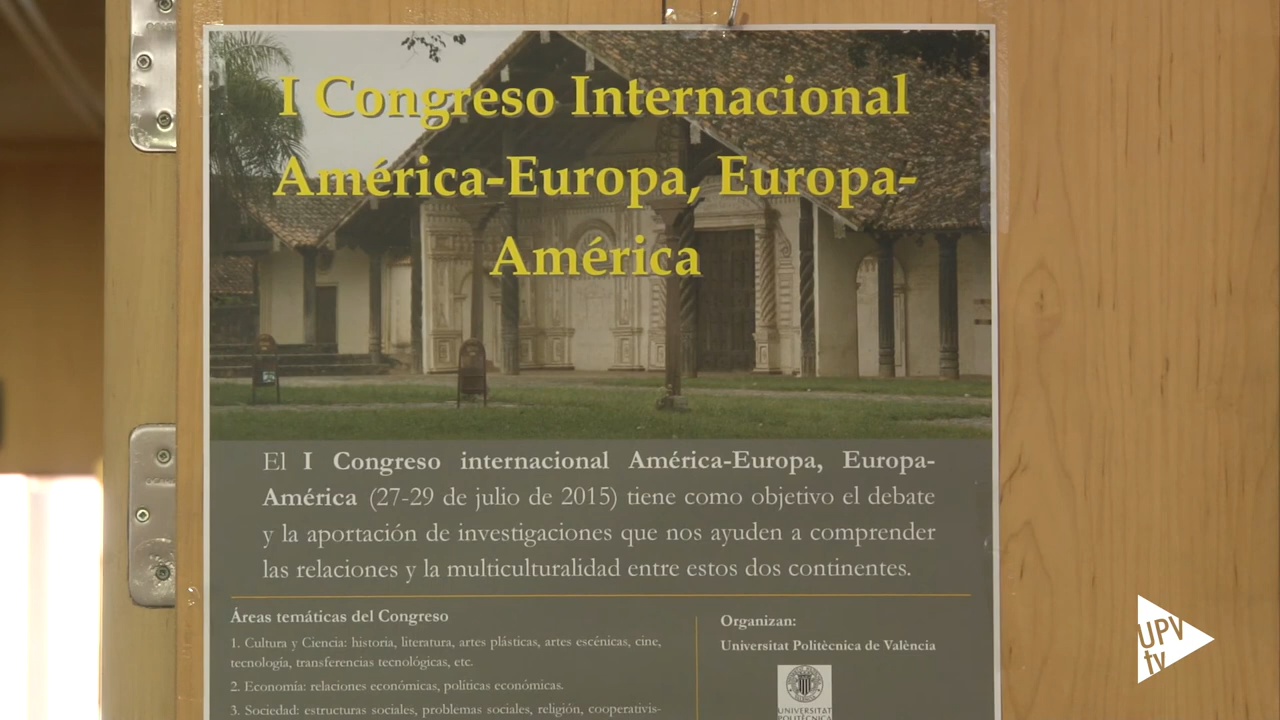 I Congreso Internacional
América-Europa, Europa-
América
El I Congreso internacional América-Europa, Europa-
América (27-29 de julio de 2015) tiene como objetivo el debate
y la aportación de investigaciones que nos ayuden a comprender
las relaciones y la multiculturalidad entre estos dos continentes.
Áreas temáticas del Congreso
1. Cultura y Ciencia: historia, literatura, artes plásticas, artes escénicas, cine,
tecnología, transferencias tecnológicas, etc.
2. Economía: relaciones económicas, políticas económicas.
3. Sociedad: estructuras sociales, problemas sociales, religión, cooperativis-
Organizan:
Universitat Politècnica de València
UNIVERSITAT
POLITÈCNICA
UPV
tv